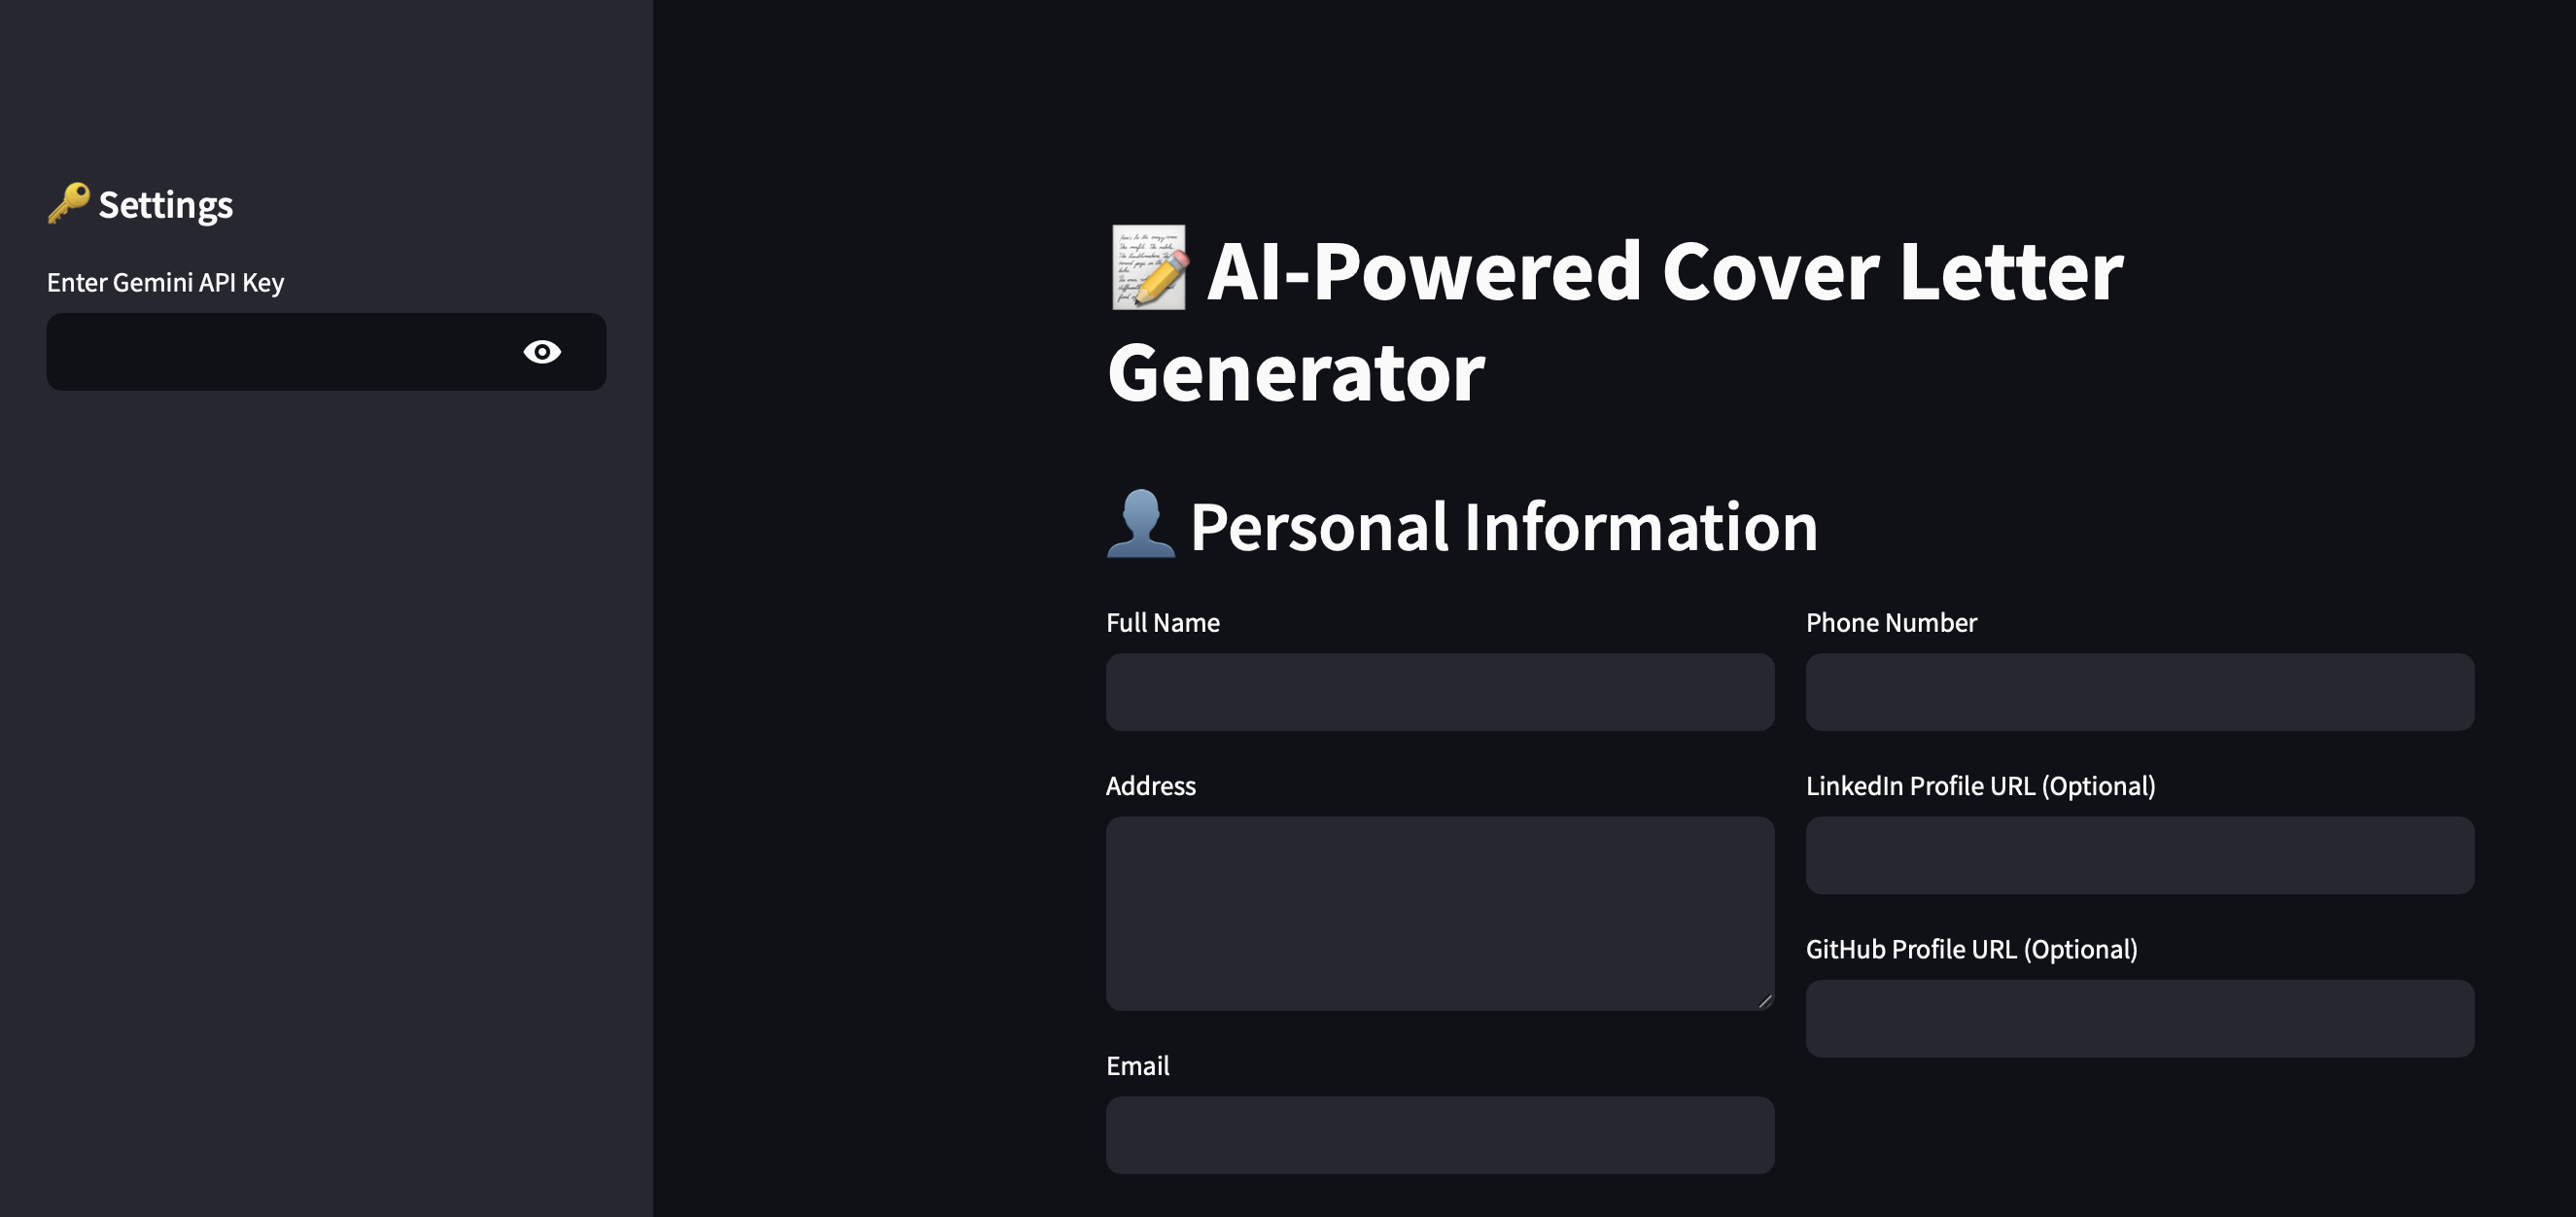 🔑 Settings
Enter Gemini API Key
📝 AI-Powered Cover Letter
Generator
👤 Personal Information
Full Name
Phone Number
Address
LinkedIn Profile URL (Optional)
GitHub Profile URL (Optional)
Email